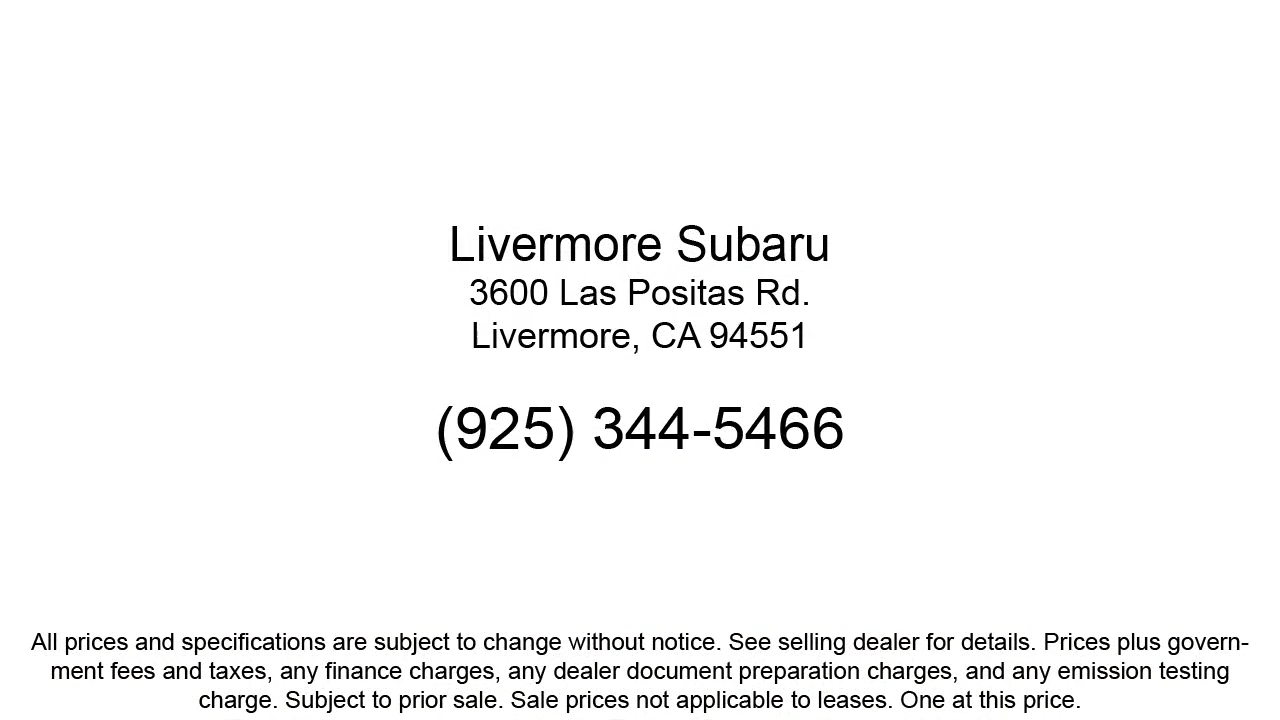 Livermore Subaru
3600 Las Positas Rd.
Livermore, CA 94551
(925) 344-5466
All prices and specifications are subject to change without notice. See selling dealer for details. Prices plus govern-
ment fees and taxes, any finance charges, any dealer document preparation charges, and any emission testing
charge. Subject to prior sale. Sale prices not applicable to leases. One at this price.